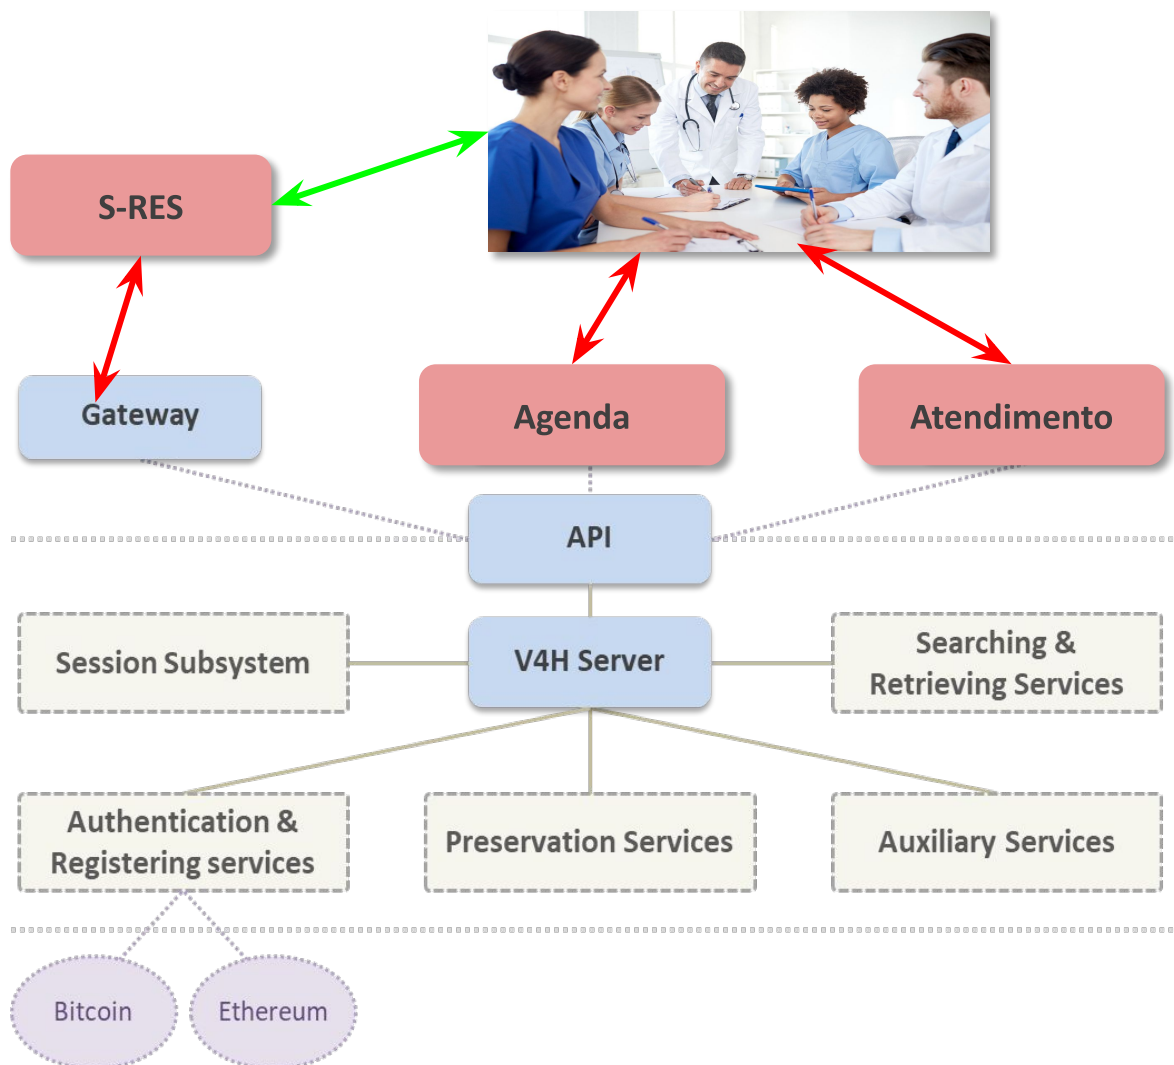 S-RES
Gateway
Agenda
Atendimento
API
Session Subsystem
V4H Server
Searching &
Retrieving Services
Authentication &
Registering services
Preservation Services
Auxiliary Services
Bitcoin
Ethereum